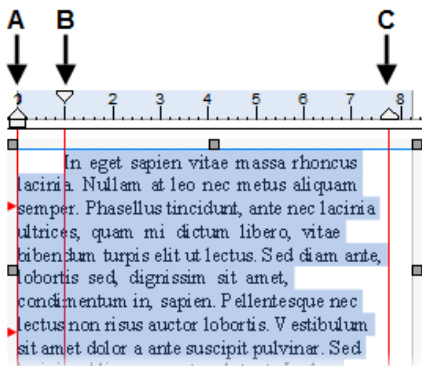 A B C
1 2 3 4 5 6 7 8
In eget sapien vitae massa rhoncus
lacinia. Nullam at leo nec metus aliquam
semper. Phasellus tincidunt, ante nec lacinia
ultrices, quam mi dictum libero, vitae
bibendum turpis elit ut lectus. Sed diam ante,
lobortis sed, dignissim sit amet,
condimentum in, sapien. Pellentesque nec
lectus non risus auctor lobortis. Vestibulum
sit amet dolor a ante suscipit pulvinar. Sed